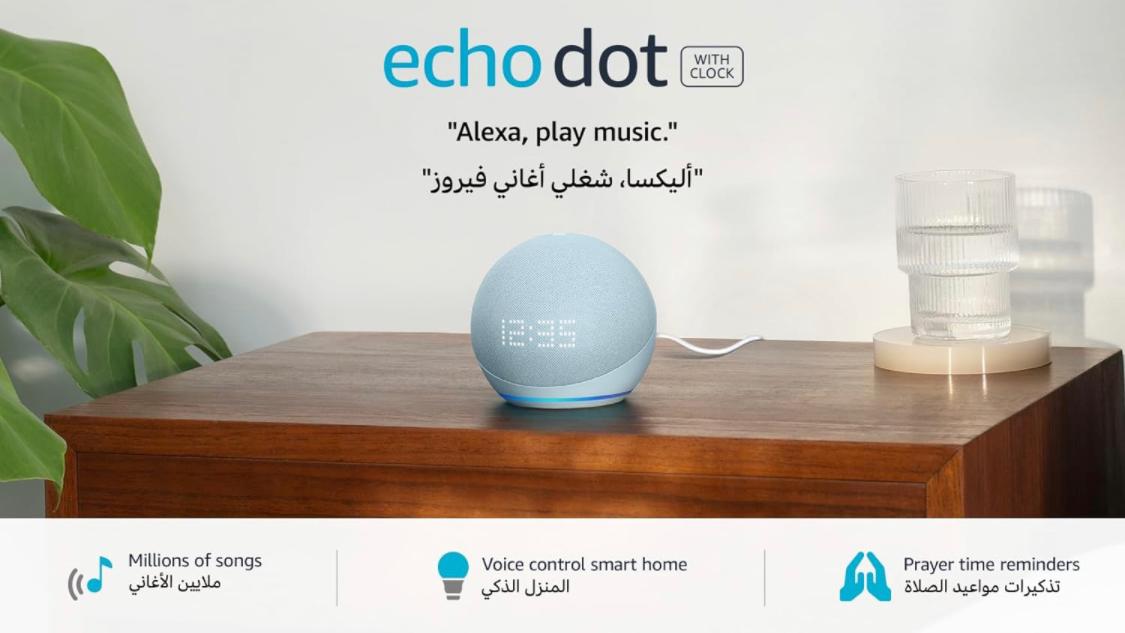 echo dot WITH CLOCK
"Alexa, play music."
"أليكسا، شغلي أغاني فيروز"
12:35
Millions of songs
ملايين الأغاني
Voice control smart home
المنزل الذكي
Prayer time reminders
تذكيرات مواعيد الصلاة